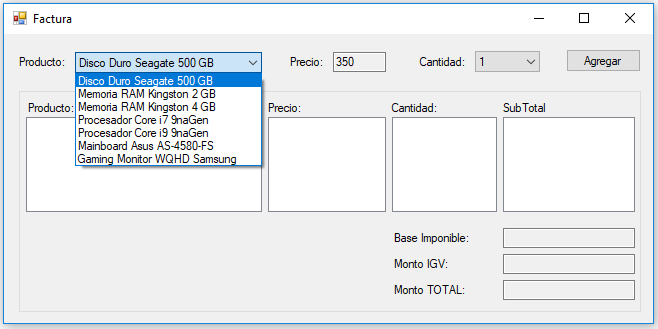 Factura
Producto: Disco Duro Seagate 500 GB Precio: 350 Cantidad: 1 Agregar
Disco Duro Seagate 500 GB
Memoria RAM Kingston 2 GB
Memoria RAM Kingston 4 GB
Procesador Core i7 9naGen
Procesador Core i9 9naGen
Mainboard Asus AS-4580-FS
Gaming Monitor WQHD Samsung
Producto: Precio: Cantidad: SubTotal
Base Imponible:
Monto IGV:
Monto TOTAL: